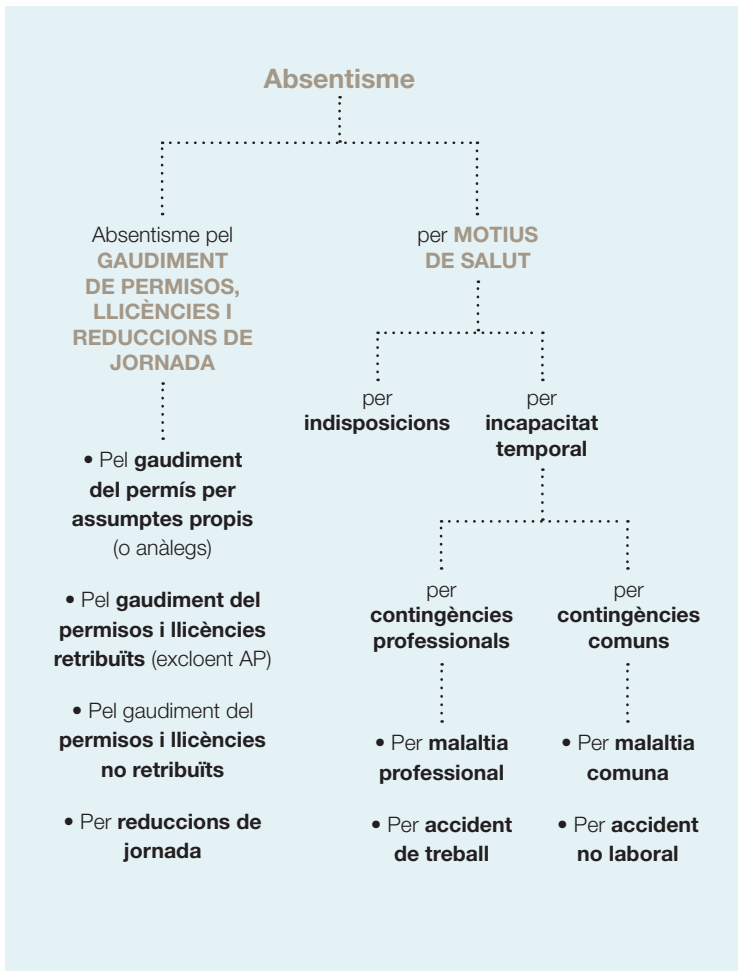 Absentisme
Absentisme pel
GAUDIMENT
DE PERMISOS,
LLICÈNCIES I
REDUCCIONS DE
JORNADA
• Pel gaudiment
del permís per
assumptes propis
(o anàlegs)
• Pel gaudiment del
permisos i llicències
retribuïts (excloent AP)
• Pel gaudiment del
permisos i llicències
no retribuïts
• Per reduccions de
jornada
per MOTIUS
DE SALUT
per
indisposicions
per
incapacitat
temporal
per
contingències
professionals
• Per malaltia
professional
• Per accident
de treball
per
contingències
comuns
• Per malaltia
comuna
• Per accident
no laboral